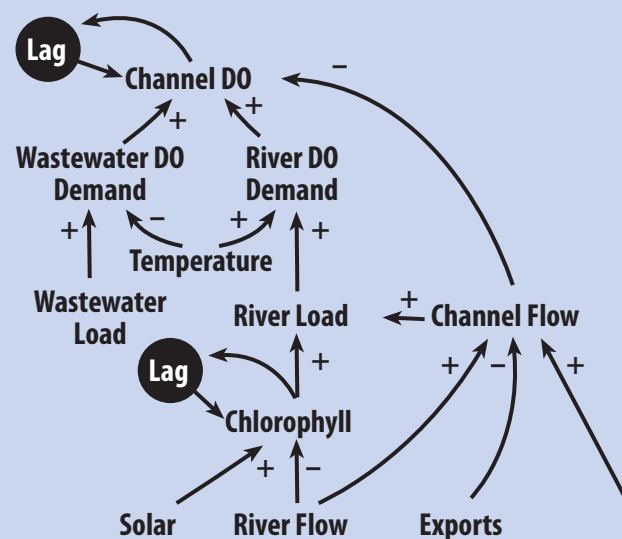 Lag
Channel DO
−
+
+
Wastewater DO
Demand
River DO
Demand
+
−
+
+
Temperature
Wastewater
Load
River Load
+
Channel Flow
Lag
+
+
−
+
Chlorophyll
+
−
Solar
River Flow
Exports